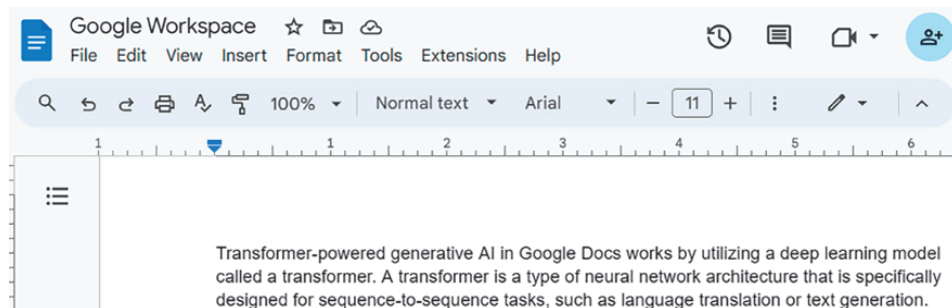 Google Workspace
File Edit View Insert Format Tools Extensions Help
100% Normal text Arial 11
1 1 2 3 4 5 6
Transformer-powered generative AI in Google Docs works by utilizing a deep learning model
called a transformer. A transformer is a type of neural network architecture that is specifically
designed for sequence-to-sequence tasks, such as language translation or text generation.